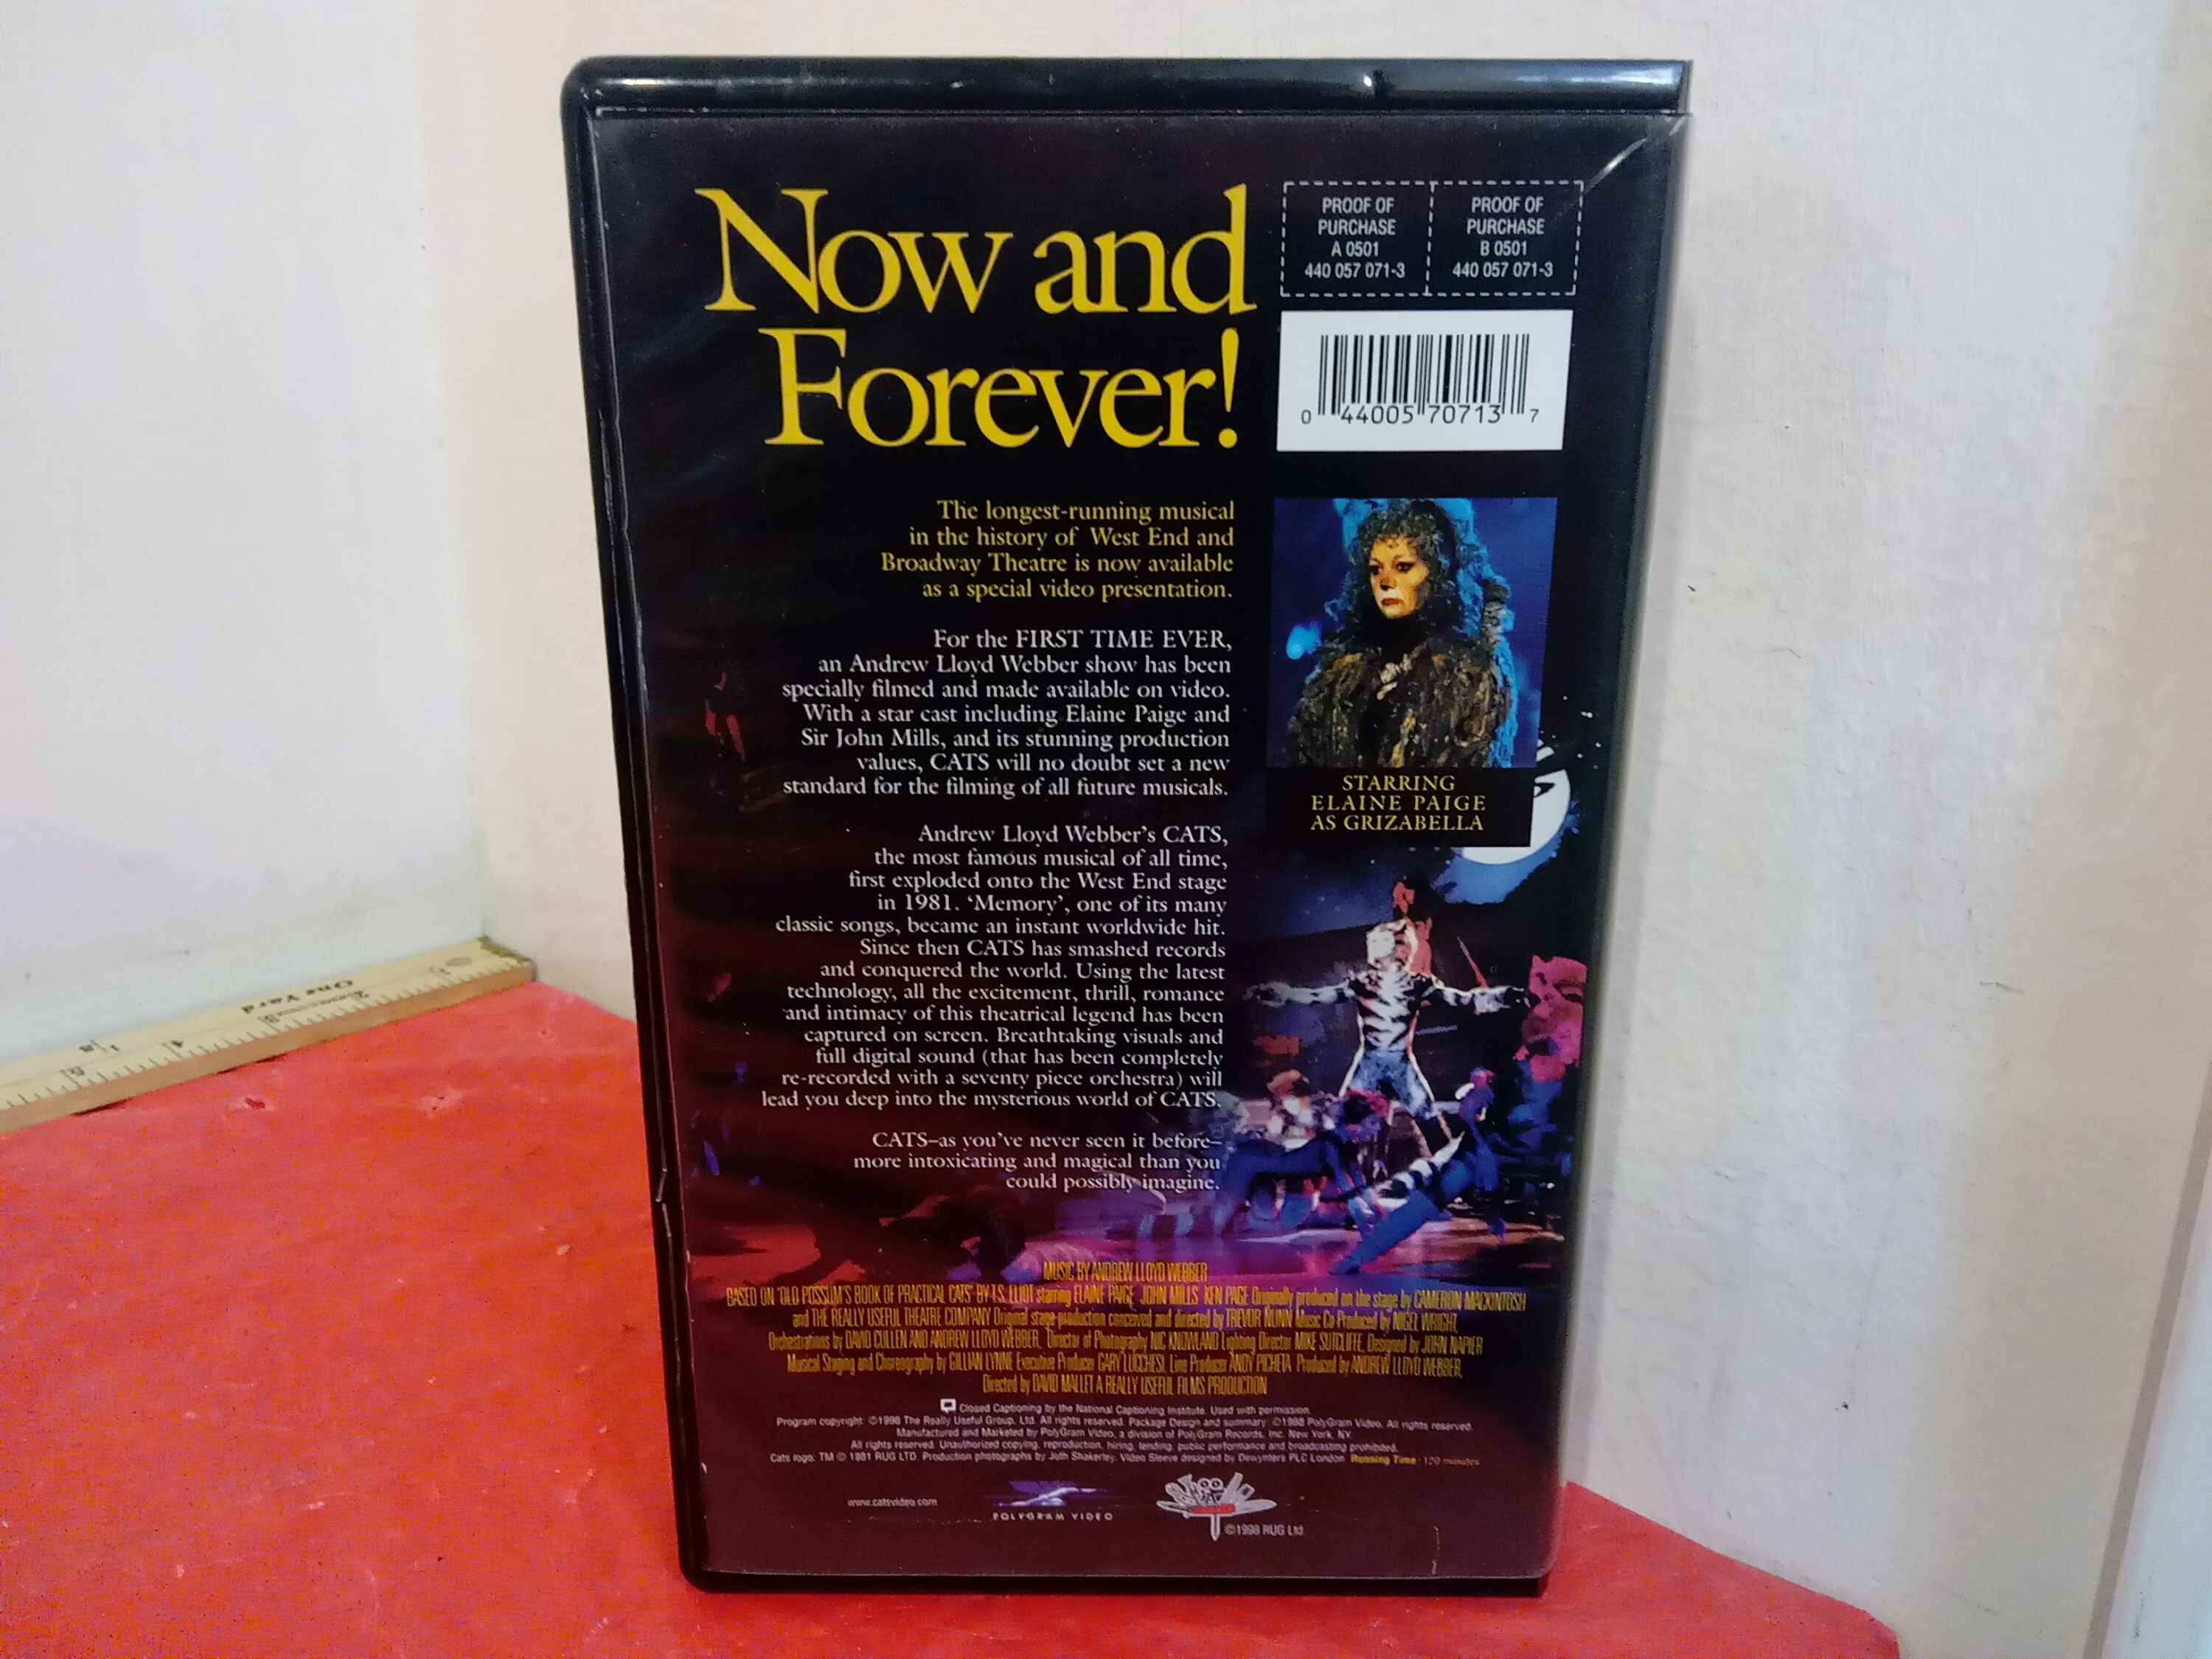 Now and
Forever!
PROOF OF
PURCHASE
A 0501
440 057 071-3
PROOF OF
PURCHASE
B 0501
440 057 071-3
0 44005 70713 7
The longest-running musical
in the history of West End and
Broadway Theatre is now available
as a special video presentation.
For the FIRST TIME EVER,
an Andrew Lloyd Webber show has been
specially filmed and made available on video.
With a star cast including Elaine Paige and
Sir John Mills, and its stunning production
values, CATS will no doubt set a new
standard for the filming of all future musicals.
STARRING
ELAINE PAIGE
AS GRIZABELLA
Andrew Lloyd Webber's CATS,
the most famous musical of all time,
first exploded onto the West End stage
in 1981. 'Memory', one of its many
classic songs, became an instant worldwide hit.
Since then CATS has smashed records
and conquered the world. Using the latest
technology, all the excitement, thrill, romance
and intimacy of this theatrical legend has been
captured on screen. Breathtaking visuals and
full digital sound (that has been completely
re-recorded with a seventy piece orchestra) will
lead you deep into the mysterious world of CATS.
CATS–as you've never seen it before–
more intoxicating and magical than you
could possibly imagine.
MUSIC BY ANDREW LLOYD WEBBER
BASED ON 'OLD POSSUM'S BOOK OF PRACTICAL CATS' BY T.S. ELIOT starring ELAINE PAIGE, JOHN MILLS, KEN PAGE Originally produced on the stage by CAMERON MACKINTOSH
and THE REALLY USEFUL THEATRE COMPANY Original stage production conceived and directed by TREVOR NUNN Music Co-Produced by NIGEL WRIGHT,
Orchestrations by DAVID CULLEN AND ANDREW LLOYD WEBBER, Director of Photography NIC KNOWLAND Lighting Director MIKE SUTCLIFFE, Designed by JOHN NAPIER
Musical Staging and Choreography by GILLIAN LYNNE Executive Producer GARY LUCCHESI, Line Producer ANDY PICHETA Produced by ANDREW LLOYD WEBBER,
Directed by DAVID MALLET A REALLY USEFUL FILMS PRODUCTION
Closed Captioning by the National Captioning Institute. Used with permission.
Program copyright: ©1998 The Really Useful Group, Ltd. All rights reserved. Package Design and summary: ©1998 PolyGram Video. All rights reserved.
Manufactured and Marketed by PolyGram Video, a division of PolyGram Records, Inc. New York, NY.
All rights reserved. Unauthorized copying, reproduction, hiring, lending, public performance and broadcasting prohibited.
Cats logo: TM © 1981 RUG LTD. Production photographs by Joth Shakerley. Video Sleeve designed by Dewynters PLC London Running Time: 120 minutes
www.catsvideo.com
POLYGRAM VIDEO
©1998 RUG Ltd
One Yard